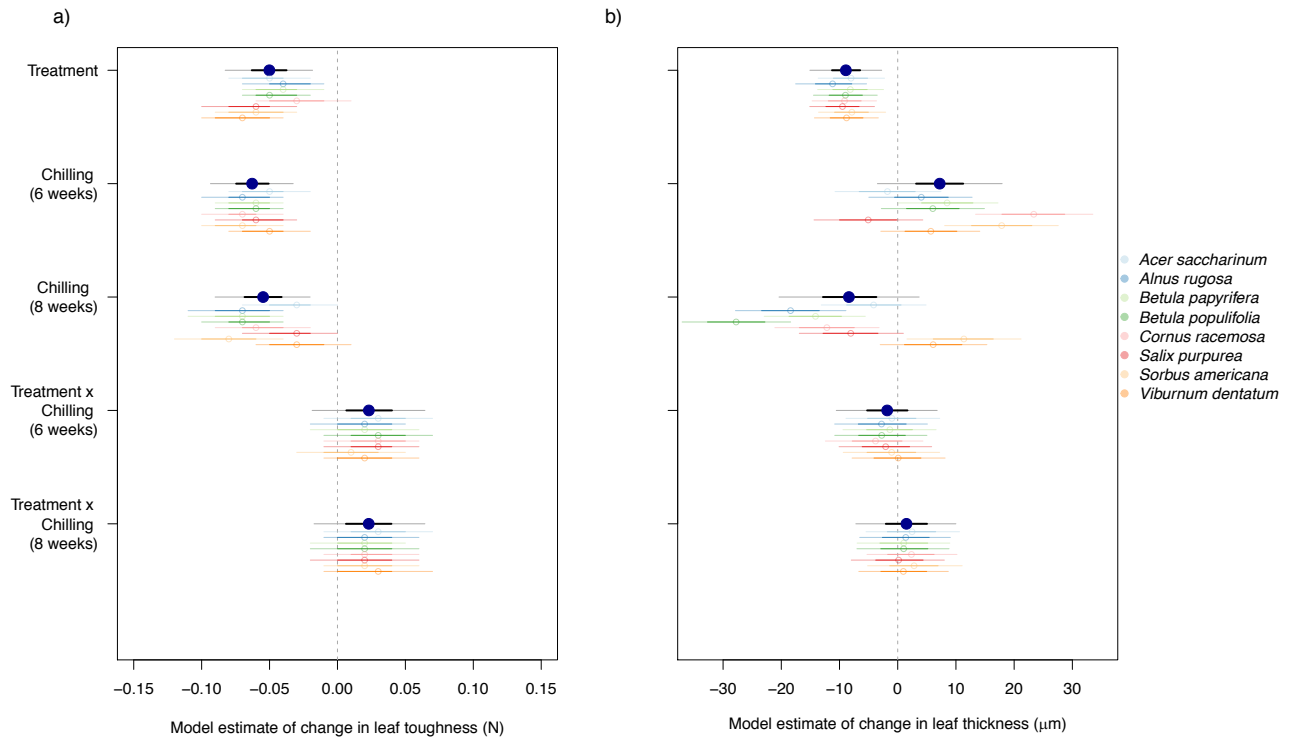 a)
Treatment
Chilling
(6 weeks)
Chilling
(8 weeks)
Treatment x
Chilling
(6 weeks)
Treatment x
Chilling
(8 weeks)
−0.15 −0.10 −0.05 0.00 0.05 0.10 0.15
Model estimate of change in leaf toughness (N)
b)
−30 −20 −10 0 10 20 30
Model estimate of change in leaf thickness (μm)
Acer saccharinum
Alnus rugosa
Betula papyrifera
Betula populifolia
Cornus racemosa
Salix purpurea
Sorbus americana
Viburnum dentatum